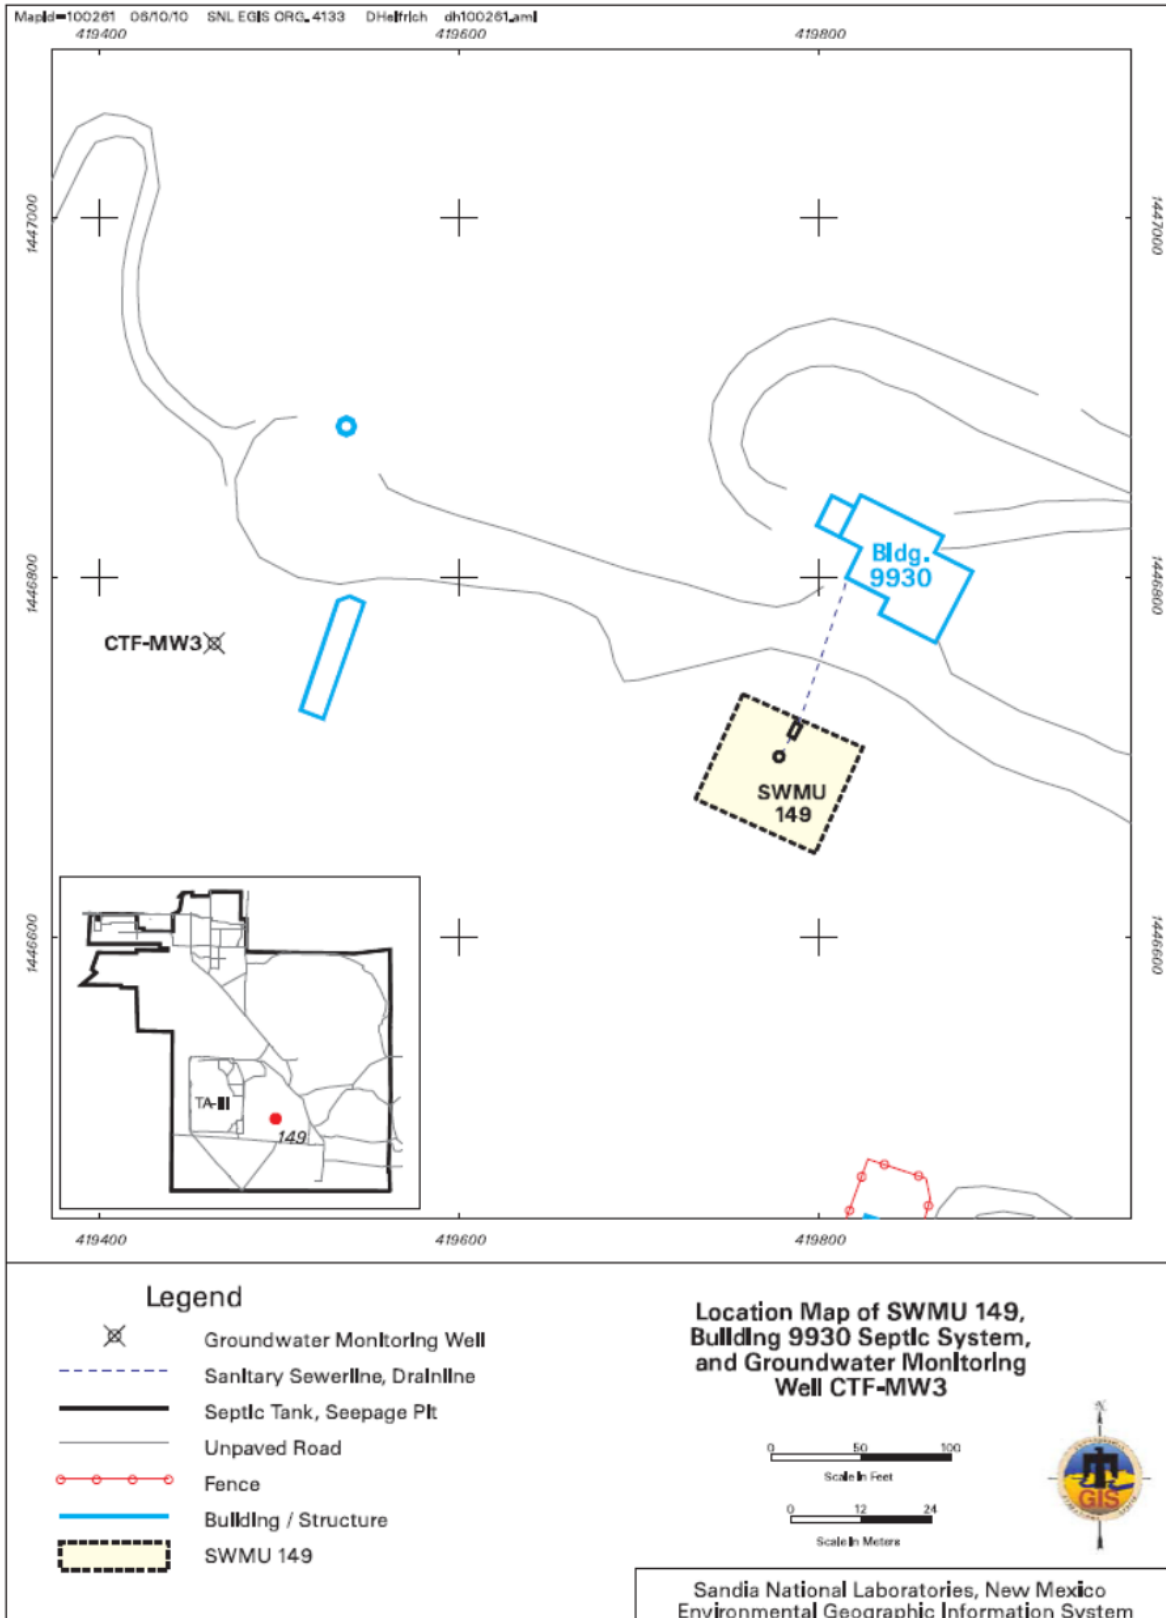 MapId=100261 06/10/10 SNL EGIS ORG. 4133 DHelfrich dh100261.aml
419400 419600 419800
1447000 1447000
Bldg.
9930
1446800 1446800
CTF-MW3
SWMU
149
1446600 1446600
TA-III
149
419400 419600 419800
Legend
Groundwater Monitoring Well
Sanitary Sewerline, Drainline
Septic Tank, Seepage Pit
Unpaved Road
Fence
Building / Structure
SWMU 149
Location Map of SWMU 149,
Building 9930 Septic System,
and Groundwater Monitoring
Well CTF-MW3
0 50 100
Scale in Feet
0 12 24
Scale in Meters
GIS
Sandia National Laboratories, New Mexico
Environmental Geographic Information System